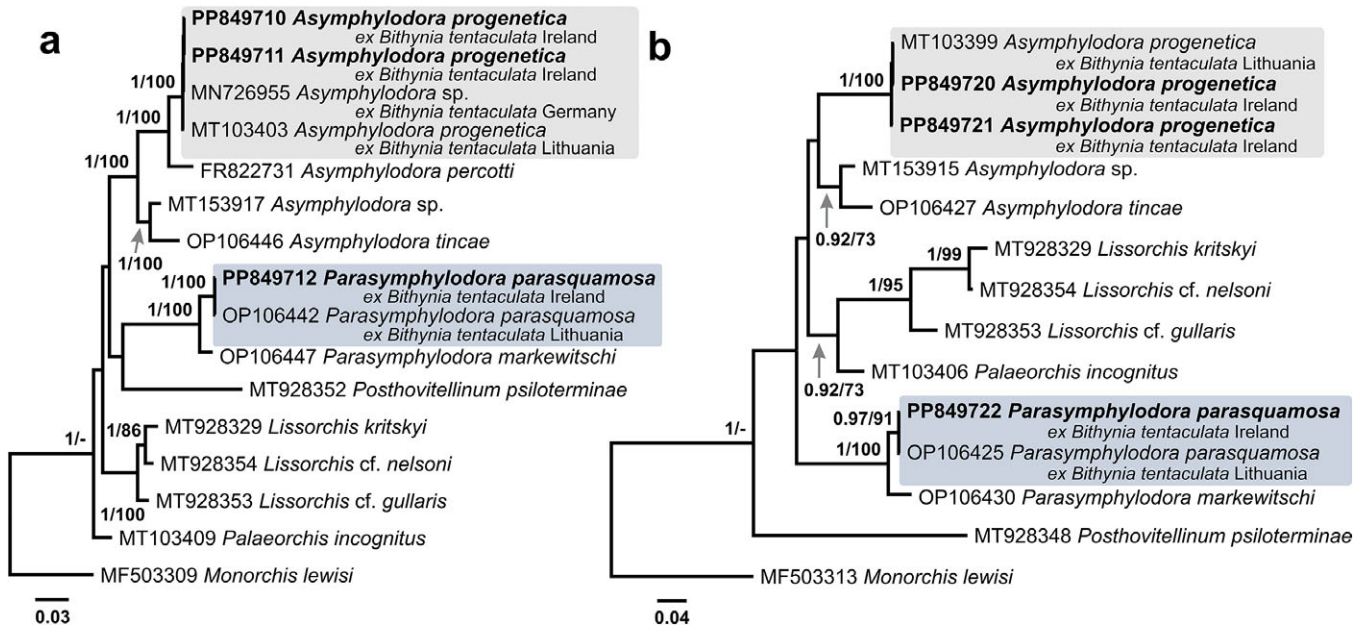 a
PP849710 Asymphylodora progenetica
ex Bithynia tentaculata Ireland
PP849711 Asymphylodora progenetica
ex Bithynia tentaculata Ireland
MN726955 Asymphylodora sp.
ex Bithynia tentaculata Germany
MT103403 Asymphylodora progenetica
ex Bithynia tentaculata Lithuania
1/100
1/100
FR822731 Asymphylodora percotti
1/100
MT153917 Asymphylodora sp.
OP106446 Asymphylodora tincae
1/100
1/100
PP849712 Parasymphylodora parasquamosa
ex Bithynia tentaculata Ireland
OP106442 Parasymphylodora parasquamosa
ex Bithynia tentaculata Lithuania
1/100
OP106447 Parasymphylodora markewitschi
MT928352 Posthovitellinum psiloterminae
1/-
1/86
MT928329 Lissorchis kritskyi
MT928354 Lissorchis cf. nelsoni
MT928353 Lissorchis cf. gullaris
1/100
MT103409 Palaeorchis incognitus
MF503309 Monorchis lewisi
0.03
b
MT103399 Asymphylodora progenetica
ex Bithynia tentaculata Lithuania
1/100
PP849720 Asymphylodora progenetica
ex Bithynia tentaculata Ireland
PP849721 Asymphylodora progenetica
ex Bithynia tentaculata Ireland
MT153915 Asymphylodora sp.
OP106427 Asymphylodora tincae
0.92/73
1/99
MT928329 Lissorchis kritskyi
MT928354 Lissorchis cf. nelsoni
1/95
MT928353 Lissorchis cf. gullaris
MT103406 Palaeorchis incognitus
0.92/73
0.97/91
PP849722 Parasymphylodora parasquamosa
ex Bithynia tentaculata Ireland
OP106425 Parasymphylodora parasquamosa
ex Bithynia tentaculata Lithuania
1/-
1/100
OP106430 Parasymphylodora markewitschi
MT928348 Posthovitellinum psiloterminae
MF503313 Monorchis lewisi
0.04